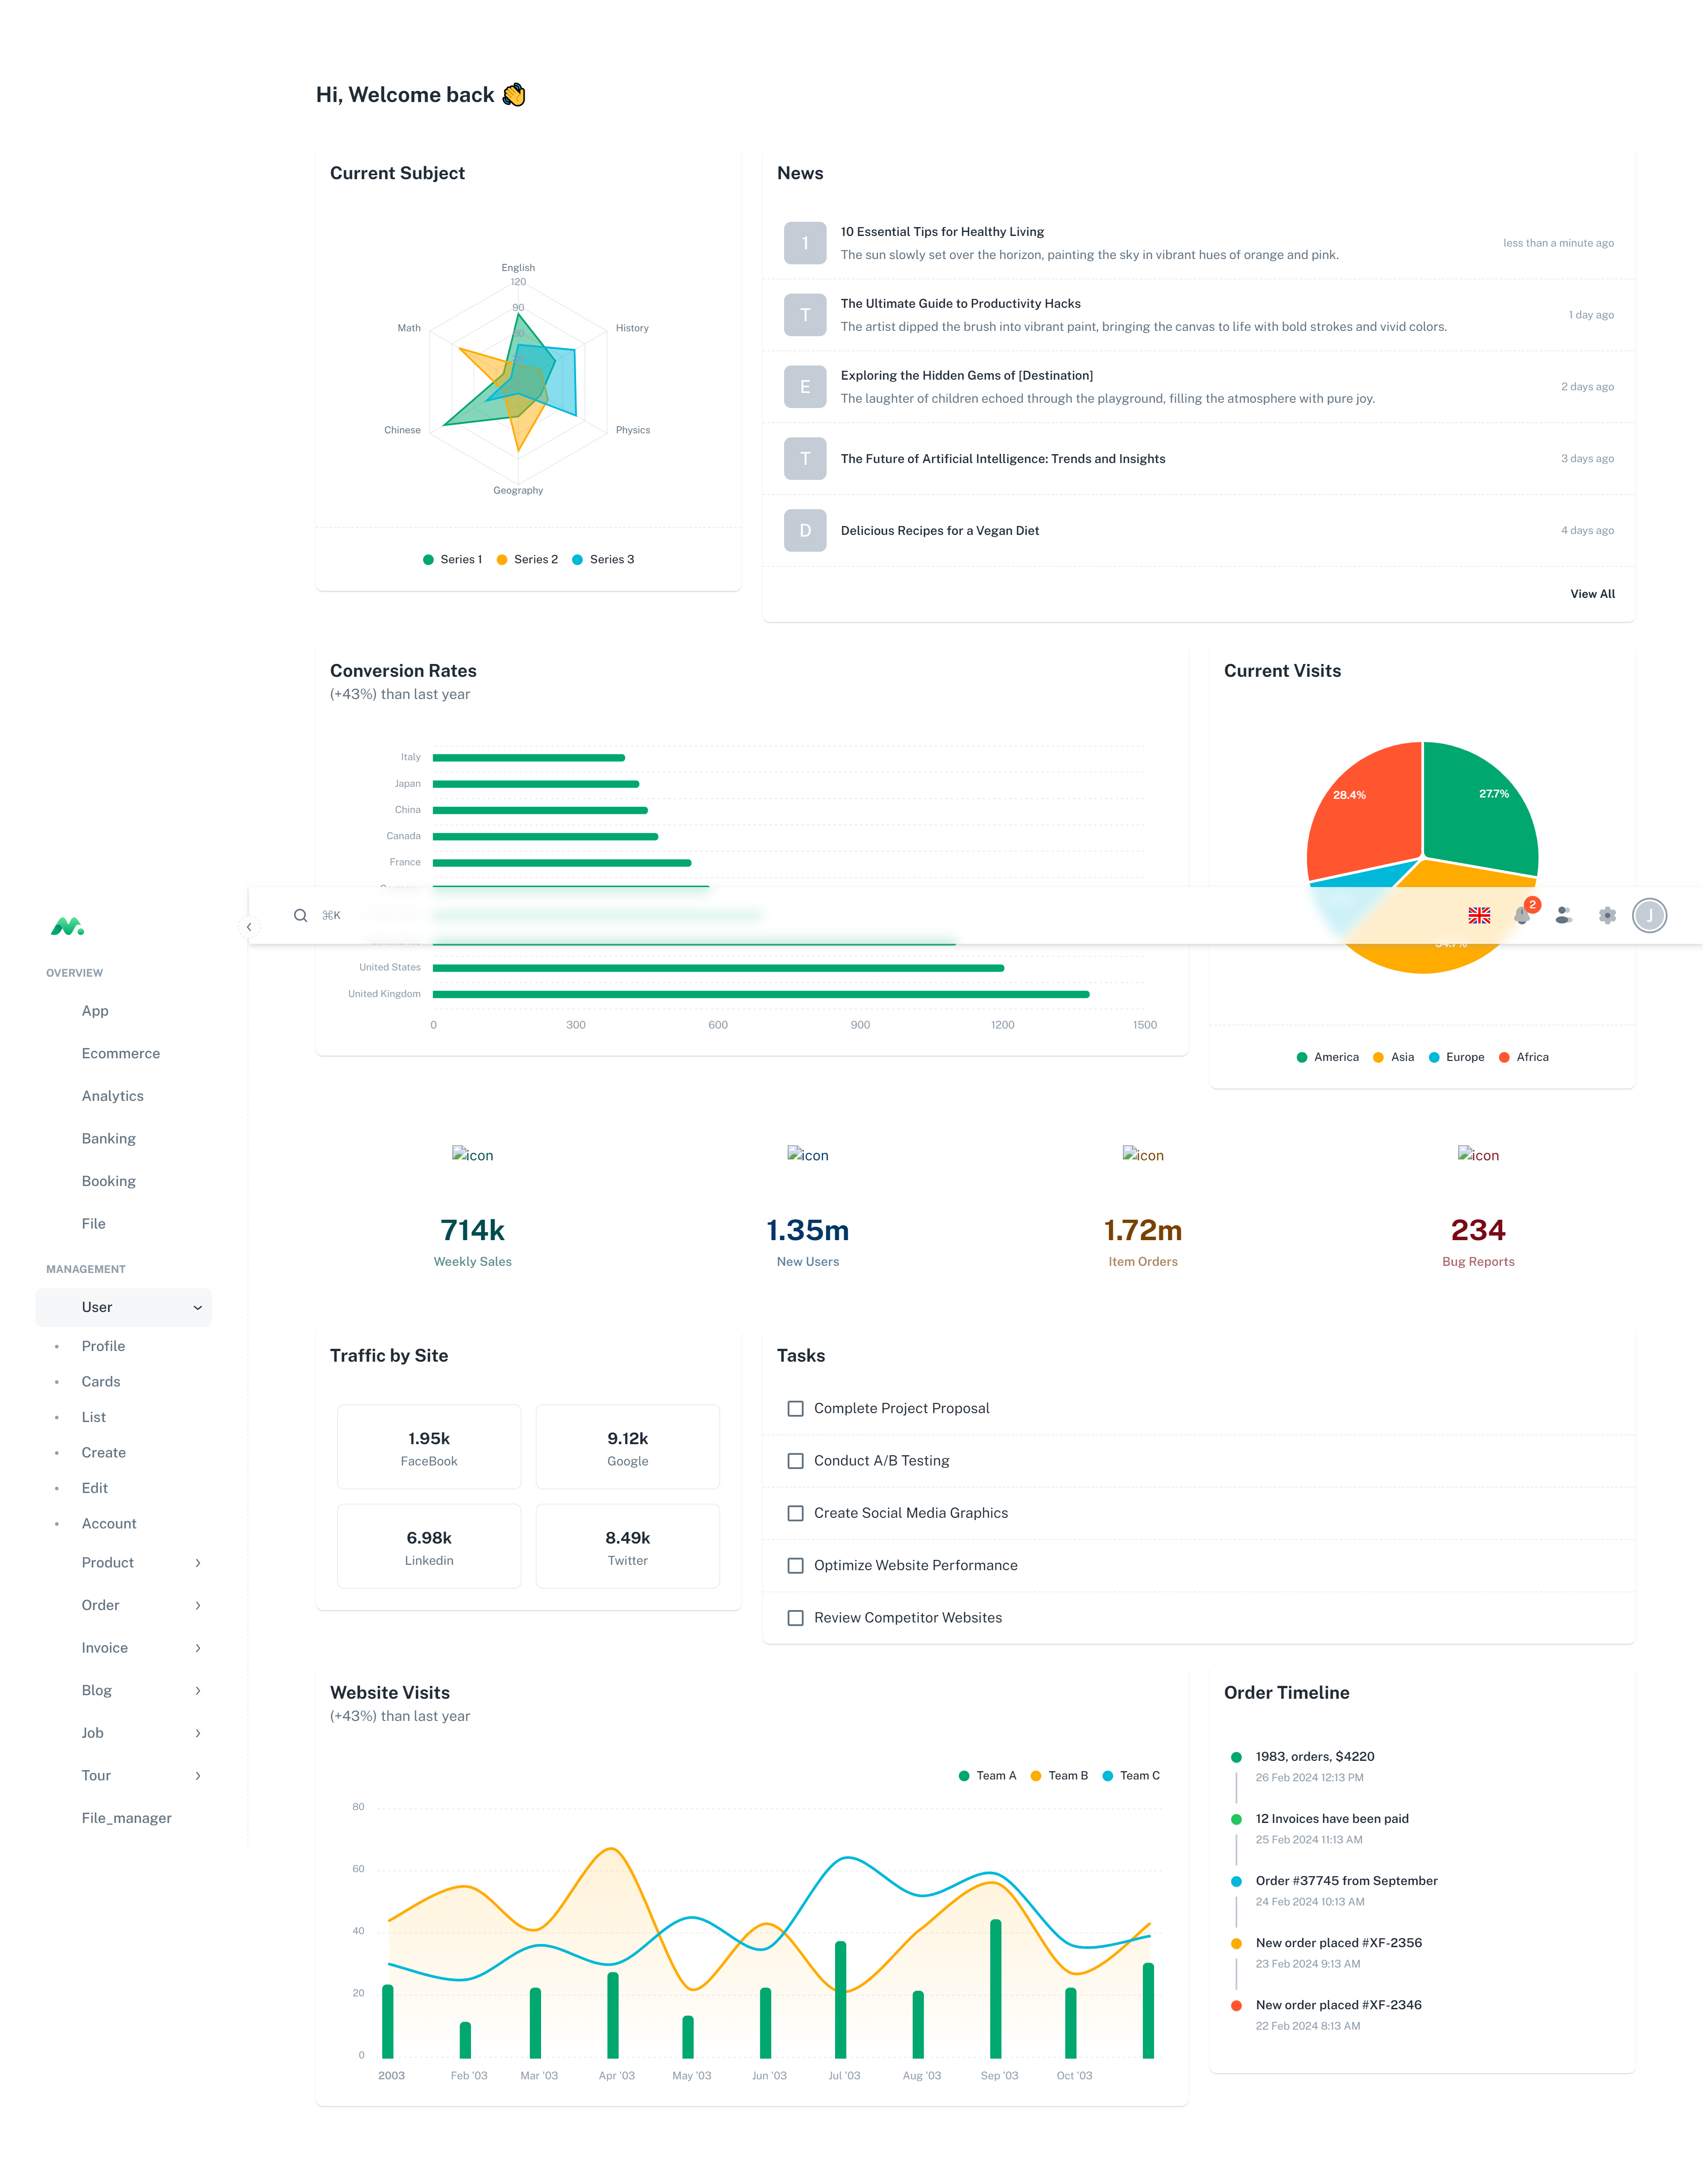 Hi, Welcome back 👋
Current Subject
English
120
90
60
Math
History
Chinese
Physics
Geography
Series 1
Series 2
Series 3
News
1
10 Essential Tips for Healthy Living
The sun slowly set over the horizon, painting the sky in vibrant hues of orange and pink.
less than a minute ago
T
The Ultimate Guide to Productivity Hacks
The artist dipped the brush into vibrant paint, bringing the canvas to life with bold strokes and vivid colors.
1 day ago
E
Exploring the Hidden Gems of [Destination]
The laughter of children echoed through the playground, filling the atmosphere with pure joy.
2 days ago
T
The Future of Artificial Intelligence: Trends and Insights
3 days ago
D
Delicious Recipes for a Vegan Diet
4 days ago
View All
Conversion Rates
(+43%) than last year
Italy
Japan
China
Canada
France
United States
United Kingdom
0
300
600
900
1200
1500
Current Visits
28.4%
27.7%
34.7%
America
Asia
Europe
Africa
⌘K
2
J
OVERVIEW
App
Ecommerce
Analytics
Banking
Booking
File
MANAGEMENT
User
Profile
Cards
List
Create
Edit
Account
Product
Order
Invoice
Blog
Job
Tour
File_manager
icon
714k
Weekly Sales
icon
1.35m
New Users
icon
1.72m
Item Orders
icon
234
Bug Reports
Traffic by Site
1.95k
FaceBook
9.12k
Google
6.98k
Linkedin
8.49k
Twitter
Tasks
Complete Project Proposal
Conduct A/B Testing
Create Social Media Graphics
Optimize Website Performance
Review Competitor Websites
Website Visits
(+43%) than last year
Team A
Team B
Team C
80
60
40
20
0
2003
Feb '03
Mar '03
Apr '03
May '03
Jun '03
Jul '03
Aug '03
Sep '03
Oct '03
Order Timeline
1983, orders, $4220
26 Feb 2024 12:13 PM
12 Invoices have been paid
25 Feb 2024 11:13 AM
Order #37745 from September
24 Feb 2024 10:13 AM
New order placed #XF-2356
23 Feb 2024 9:13 AM
New order placed #XF-2346
22 Feb 2024 8:13 AM